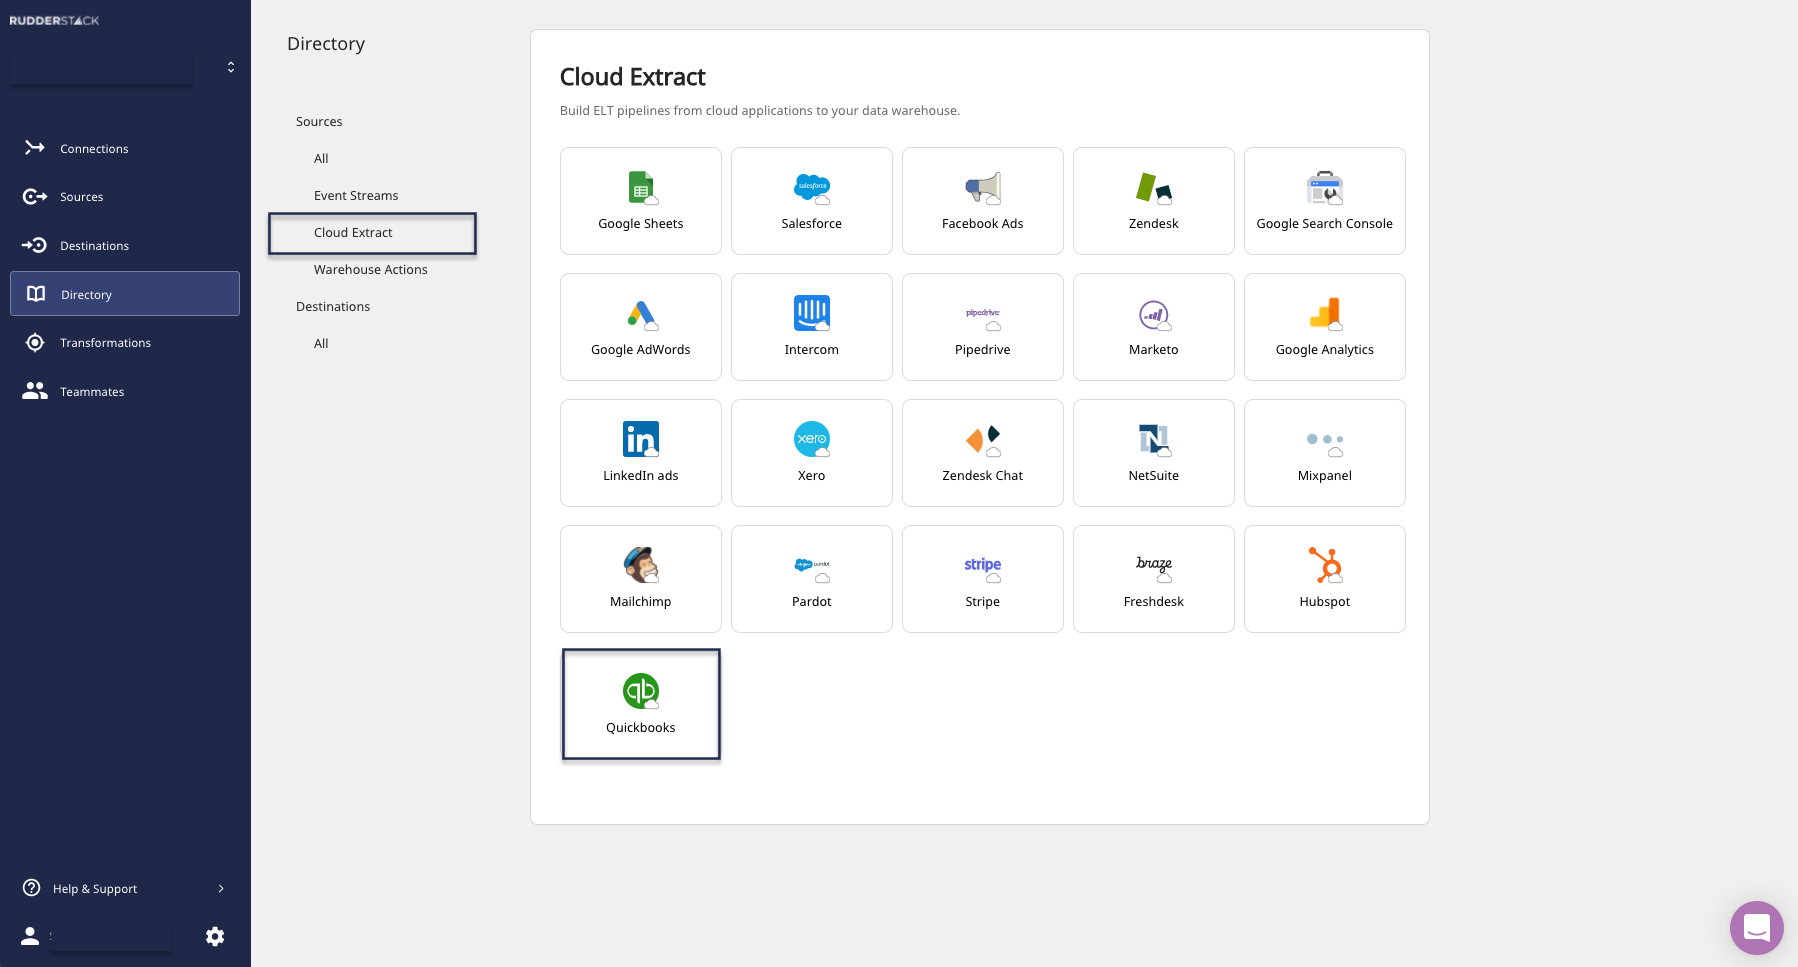 RUDDERSTACK
Connections
Sources
Destinations
Directory
Transformations
Teammates
Help & Support
Directory
Sources
All
Event Streams
Cloud Extract
Warehouse Actions
Destinations
All
Cloud Extract
Build ELT pipelines from cloud applications to your data warehouse.
Google Sheets
salesforce
Salesforce
Facebook Ads
Zendesk
Google Search Console
Google AdWords
Intercom
pipedrive
Pipedrive
Marketo
Google Analytics
in
LinkedIn ads
xero
Xero
Zendesk Chat
N
NetSuite
Mixpanel
Mailchimp
pardot
Pardot
stripe
Stripe
braze
Freshdesk
Hubspot
qb
Quickbooks